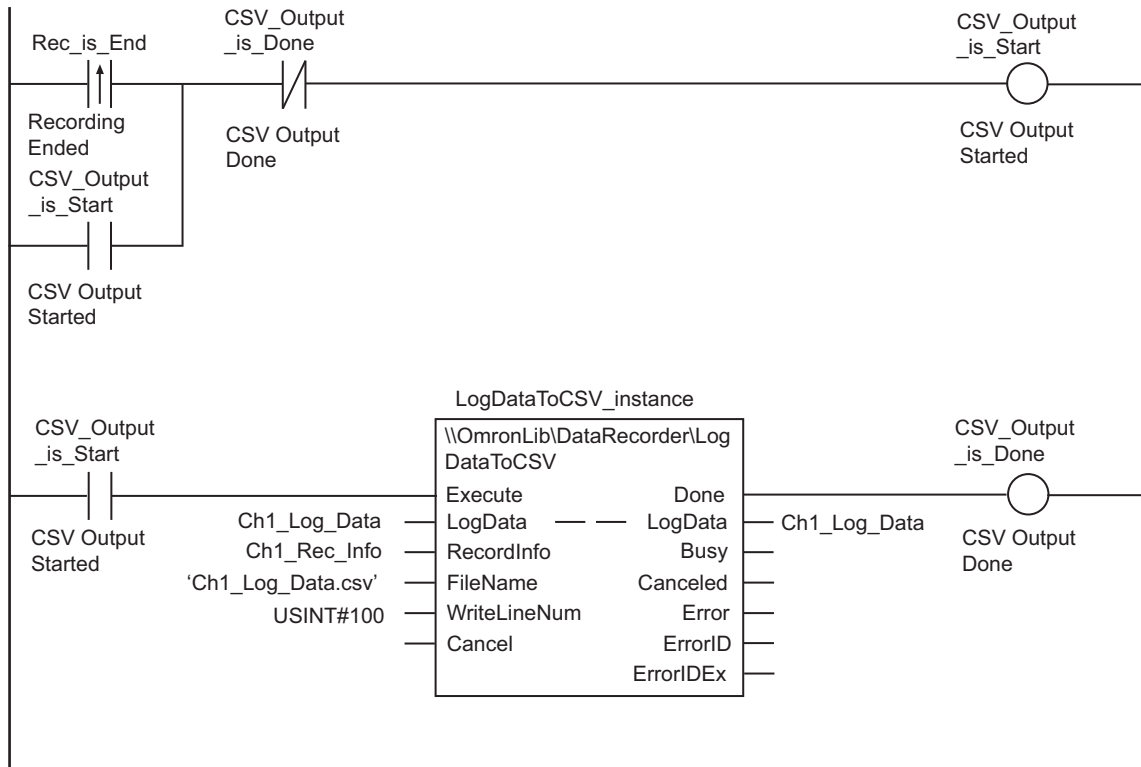 CSV_Output
_is_Done
CSV_Output
_is_Start
Rec_is_End
Recording
Ended
CSV Output
Done
CSV Output
Started
CSV_Output
_is_Start
CSV Output
Started
LogDataToCSV_instance
CSV_Output
_is_Start
CSV Output
Started
\\OmronLib\DataRecorder\Log
DataToCSV
CSV_Output
_is_Done
CSV Output
Done
Execute Done
Ch1_Log_Data LogData LogData Ch1_Log_Data
Ch1_Rec_Info RecordInfo Busy
‘Ch1_Log_Data.csv’ FileName Canceled
USINT#100 WriteLineNum Error
Cancel ErrorID
ErrorIDEx